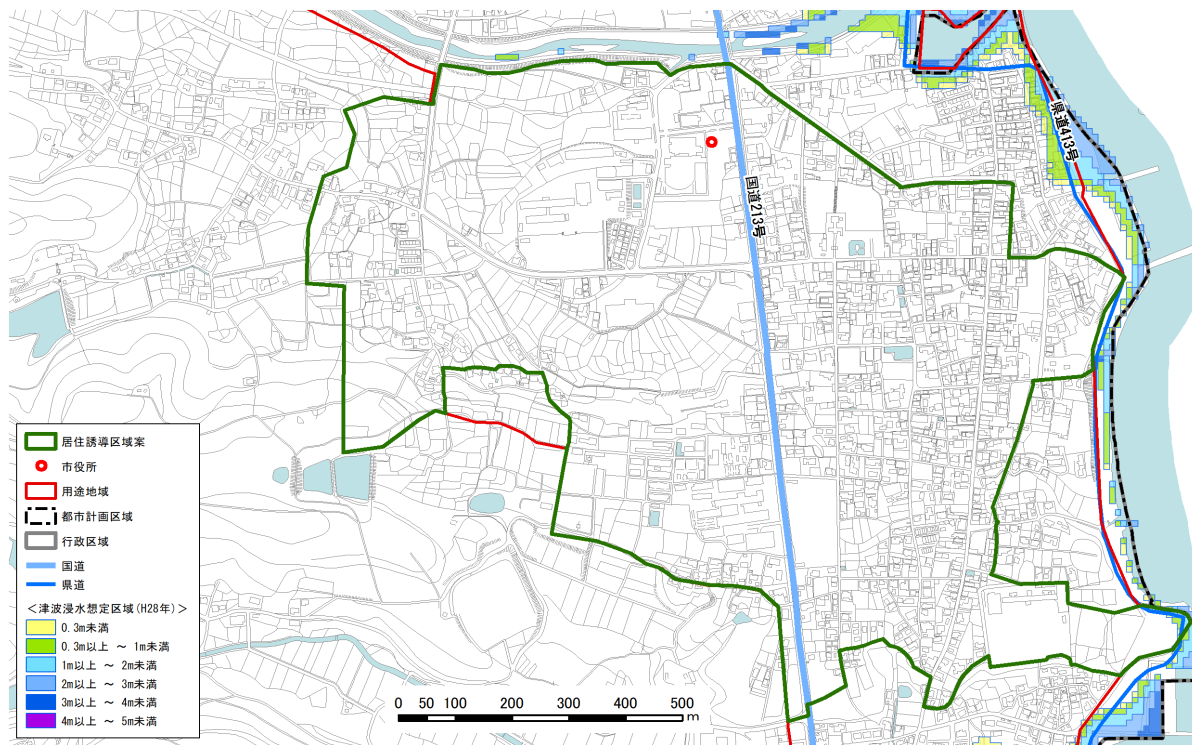 県道413号
国道213号
居住誘導区域案
市役所
用途地域
都市計画区域
行政区域
国道
県道
<津波浸水想定区域(H28年)>
0.3m未満
0.3m以上 ~ 1m未満
1m以上 ~ 2m未満
2m以上 ~ 3m未満
3m以上 ~ 4m未満
4m以上 ~ 5m未満
0 50 100 200 300 400 500
m